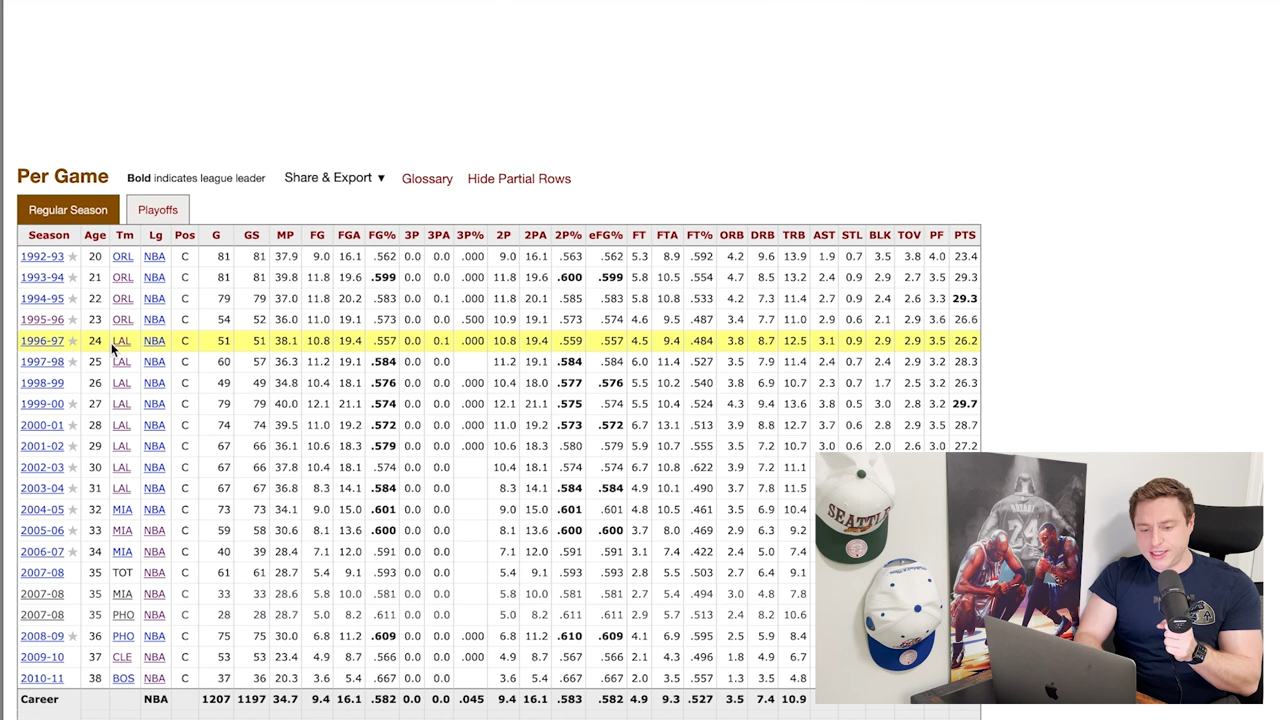 Per Game Bold indicates league leader Share & Export ▼ Glossary Hide Partial Rows
Regular Season Playoffs
Season Age Tm Lg Pos G GS MP FG FGA FG% 3P 3PA 3P% 2P 2PA 2P% eFG% FT FTA FT% ORB DRB TRB AST STL BLK TOV PF PTS
1992-93 ★ 20 ORL NBA C 81 81 37.9 9.0 16.1 .562 0.0 0.0 .000 9.0 16.1 .563 .562 5.3 8.9 .592 4.2 9.6 13.9 1.9 0.7 3.5 3.8 4.0 23.4
1993-94 ★ 21 ORL NBA C 81 81 39.8 11.8 19.6 .599 0.0 0.0 .000 11.8 19.6 .600 .599 5.8 10.5 .554 4.7 8.5 13.2 2.4 0.9 2.9 2.7 3.5 29.3
1994-95 ★ 22 ORL NBA C 79 79 37.0 11.8 20.2 .583 0.0 0.1 .000 11.8 20.1 .585 .583 5.8 10.8 .533 4.2 7.3 11.4 2.7 0.9 2.4 2.6 3.3 29.3
1995-96 ★ 23 ORL NBA C 54 52 36.0 11.0 19.1 .573 0.0 0.0 .500 10.9 19.1 .573 .574 4.6 9.5 .487 3.4 7.7 11.0 2.9 0.6 2.1 2.9 3.6 26.6
1996-97 ★ 24 LAL NBA C 51 51 38.1 10.8 19.4 .557 0.0 0.1 .000 10.8 19.4 .559 .557 4.5 9.4 .484 3.8 8.7 12.5 3.1 0.9 2.9 2.9 3.5 26.2
1997-98 ★ 25 LAL NBA C 60 57 36.3 11.2 19.1 .584 0.0 0.0 11.2 19.1 .584 .584 6.0 11.4 .527 3.5 7.9 11.4 2.4 0.7 2.4 2.9 3.2 28.3
1998-99 26 LAL NBA C 49 49 34.8 10.4 18.1 .576 0.0 0.0 .000 10.4 18.0 .577 .576 5.5 10.2 .540 3.8 6.9 10.7 2.3 0.7 1.7 2.5 3.2 26.3
1999-00 ★ 27 LAL NBA C 79 79 40.0 12.1 21.1 .574 0.0 0.0 .000 12.1 21.1 .575 .574 5.5 10.4 .524 4.3 9.4 13.6 3.8 0.5 3.0 2.8 3.2 29.7
2000-01 ★ 28 LAL NBA C 74 74 39.5 11.0 19.2 .572 0.0 0.0 .000 11.0 19.2 .573 .572 6.7 13.1 .513 3.9 8.8 12.7 3.7 0.6 2.8 2.9 3.5 28.7
2001-02 ★ 29 LAL NBA C 67 66 36.1 10.6 18.3 .579 0.0 0.0 .000 10.6 18.3 .580 .579 5.9 10.7 .555 3.5 7.2 10.7 3.0 0.6 2.0 2.6 3.0 27.2
2002-03 ★ 30 LAL NBA C 67 66 37.8 10.4 18.1 .574 0.0 0.0 10.4 18.1 .574 .574 6.7 10.8 .622 3.9 7.2 11.1
2003-04 ★ 31 LAL NBA C 67 67 36.8 8.3 14.1 .584 0.0 0.0 8.3 14.1 .584 .584 4.9 10.1 .490 3.7 7.8 11.5
2004-05 ★ 32 MIA NBA C 73 73 34.1 9.0 15.0 .601 0.0 0.0 9.0 15.0 .601 .601 4.8 10.5 .461 3.5 6.9 10.4
2005-06 ★ 33 MIA NBA C 59 58 30.6 8.1 13.6 .600 0.0 0.0 8.1 13.6 .600 .600 3.7 8.0 .469 2.9 6.3 9.2
2006-07 ★ 34 MIA NBA C 40 39 28.4 7.1 12.0 .591 0.0 0.0 7.1 12.0 .591 .591 3.1 7.4 .422 2.4 5.0 7.4
2007-08 35 TOT NBA C 61 61 28.7 5.4 9.1 .593 0.0 0.0 5.4 9.1 .593 .593 2.8 5.5 .503 2.7 6.4 9.1
2007-08 35 MIA NBA C 33 33 28.6 5.8 10.0 .581 0.0 0.0 5.8 10.0 .581 .581 2.7 5.4 .494 3.0 4.8 7.8
2007-08 35 PHO NBA C 28 28 28.7 5.0 8.2 .611 0.0 0.0 5.0 8.2 .611 .611 2.9 5.7 .513 2.4 8.2 10.6
2008-09 ★ 36 PHO NBA C 75 75 30.0 6.8 11.2 .609 0.0 0.0 .000 6.8 11.2 .610 .609 4.1 6.9 .595 2.5 5.9 8.4
2009-10 37 CLE NBA C 53 53 23.4 4.9 8.7 .566 0.0 0.0 .000 4.9 8.7 .567 .566 2.1 4.3 .496 1.8 4.9 6.7
2010-11 38 BOS NBA C 37 36 20.3 3.6 5.4 .667 0.0 0.0 3.6 5.4 .667 .667 2.0 3.5 .557 1.3 3.5 4.8
Career NBA 1207 1197 34.7 9.4 16.1 .582 0.0 0.0 .045 9.4 16.1 .583 .582 4.9 9.3 .527 3.5 7.4 10.9
SEATTLE
BRYANT
24